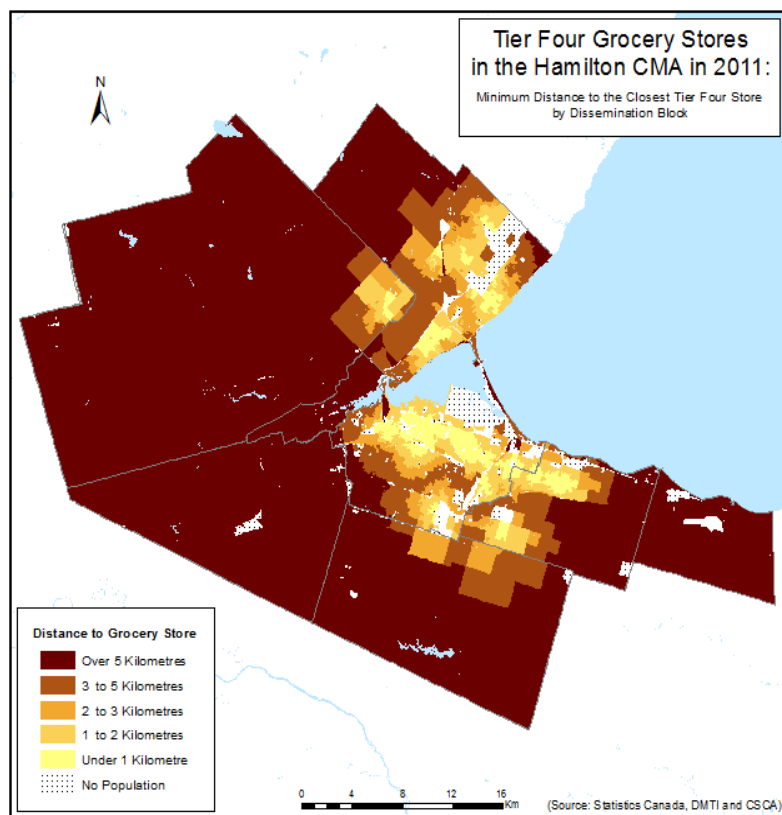 Tier Four Grocery Stores
in the Hamilton CMA in 2011:
Minimum Distance to the Closest Tier Four Store
by Dissemination Block
N
Distance to Grocery Store
Over 5 Kilometres
3 to 5 Kilometres
2 to 3 Kilometres
1 to 2 Kilometres
Under 1 Kilometre
No Population
0 4 8 12 16
Km
(Source: Statistics Canada, DMTI and CSCA)